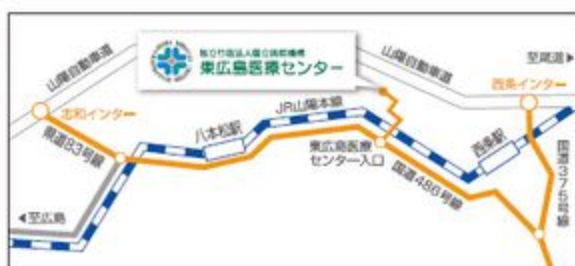 独立行政法人国立病院機構
東広島医療センター
山陽自動車道
山陽自動車道
至尾道▶
西条インター
志和インター
県道83号線
八本松駅
JR山陽本線
東広島医療
センター入口
西条駅
国道486号線
国道375号線
◀至広島